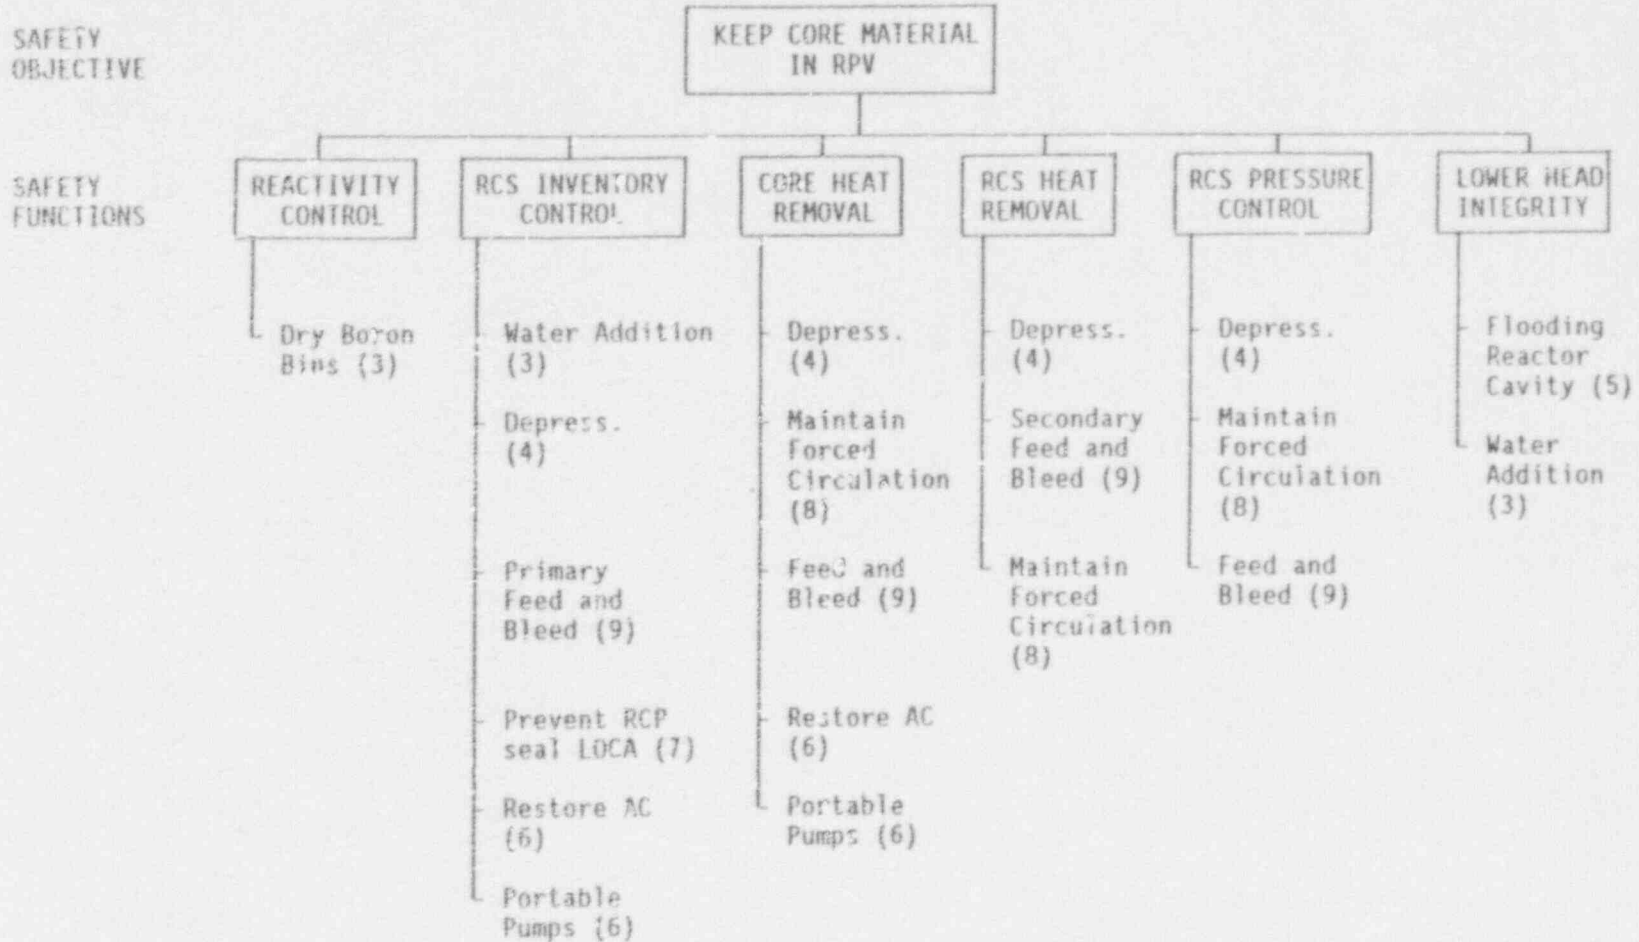 SAFETY
OBJECTIVE
KEEP CORE MATERIAL
IN RPV
SAFETY
FUNCTIONS
REACTIVITY
CONTROL
RCS INVENTORY
CONTROL
CORE HEAT
REMOVAL
RCS HEAT
REMOVAL
RCS PRESSURE
CONTROL
LOWER HEAD
INTEGRITY
Dry Boron
Bins (3)
Water Addition
(3)
Depress.
(4)
Primary
Feed and
Bleed (9)
Prevent RCP
seal LOCA (7)
Restore AC
(6)
Portable
Pumps (6)
Depress.
(4)
Maintain
Forced
Circulation
(8)
Feed and
Bleed (9)
Restore AC
(6)
Portable
Pumps (6)
Depress.
(4)
Secondary
Feed and
Bleed (9)
Maintain
Forced
Circulation
(8)
Depress.
(4)
Maintain
Forced
Circulation
(8)
Feed and
Bleed (9)
Flooding
Reactor
Cavity (5)
Water
Addition
(3)